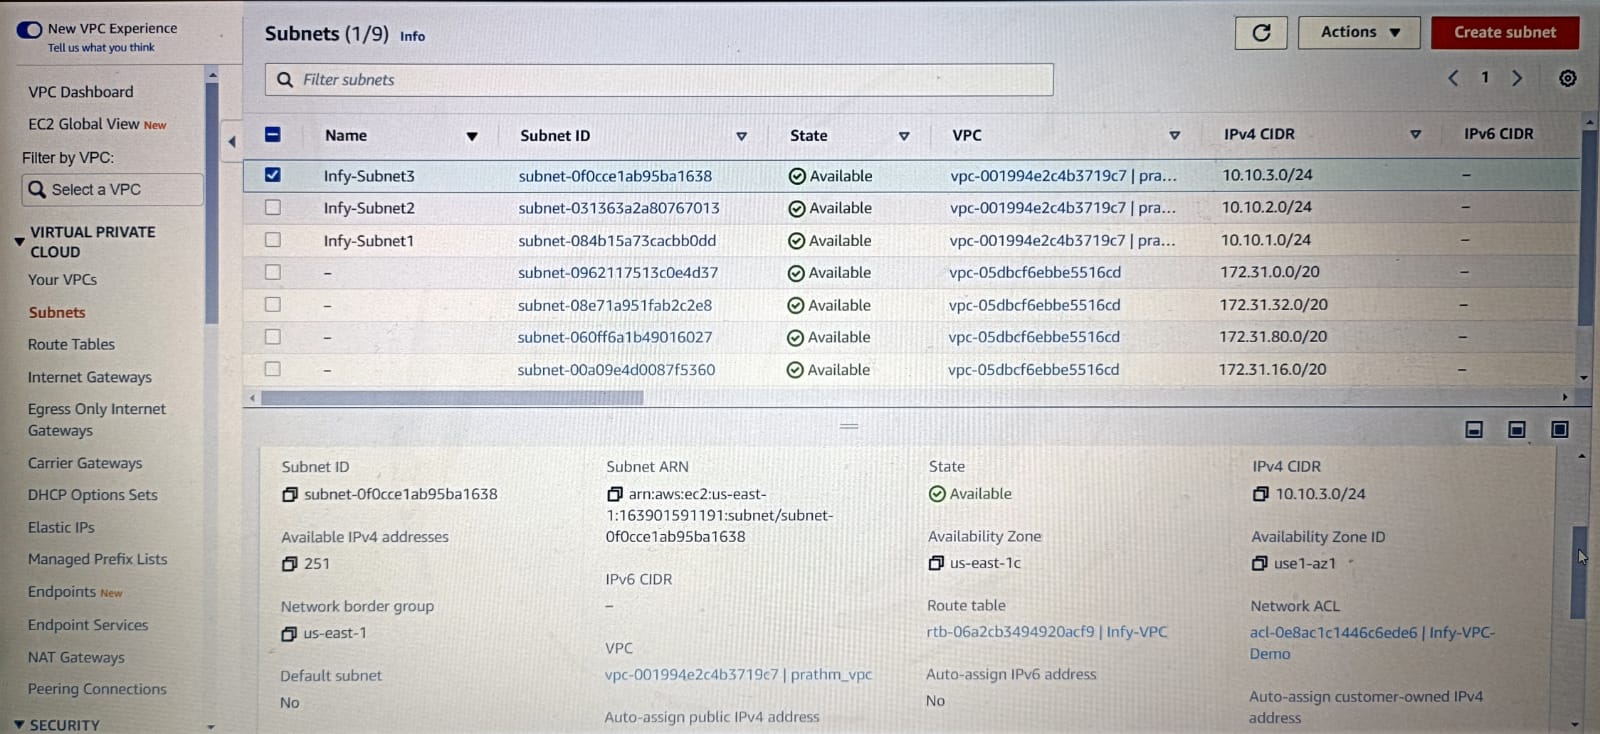 New VPC Experience
Tell us what you think
VPC Dashboard
EC2 Global View New
Filter by VPC:
Select a VPC
VIRTUAL PRIVATE
CLOUD
Your VPCs
Subnets
Route Tables
Internet Gateways
Egress Only Internet
Gateways
Carrier Gateways
DHCP Options Sets
Elastic IPs
Managed Prefix Lists
Endpoints New
Endpoint Services
NAT Gateways
Peering Connections
SECURITY
Subnets (1/9) Info
Actions
Create subnet
Filter subnets
1
Name Subnet ID State VPC IPv4 CIDR IPv6 CIDR
Infy-Subnet3 subnet-0f0cce1ab95ba1638 Available vpc-001994e2c4b3719c7 | pra... 10.10.3.0/24 –
Infy-Subnet2 subnet-031363a2a80767013 Available vpc-001994e2c4b3719c7 | pra... 10.10.2.0/24 –
Infy-Subnet1 subnet-084b15a73cacbb0dd Available vpc-001994e2c4b3719c7 | pra... 10.10.1.0/24 –
– subnet-0962117513c0e4d37 Available vpc-05dbcf6ebbe5516cd 172.31.0.0/20 –
– subnet-08e71a951fab2c2e8 Available vpc-05dbcf6ebbe5516cd 172.31.32.0/20 –
– subnet-060ff6a1b49016027 Available vpc-05dbcf6ebbe5516cd 172.31.80.0/20 –
– subnet-00a09e4d0087f5360 Available vpc-05dbcf6ebbe5516cd 172.31.16.0/20 –
Subnet ID
subnet-0f0cce1ab95ba1638
Available IPv4 addresses
251
Network border group
us-east-1
Default subnet
No
Subnet ARN
arn:aws:ec2:us-east-
1:163901591191:subnet/subnet-
0f0cce1ab95ba1638
IPv6 CIDR
–
VPC
vpc-001994e2c4b3719c7 | prathm_vpc
Auto-assign public IPv4 address
State
Available
Availability Zone
us-east-1c
Route table
rtb-06a2cb3494920acf9 | Infy-VPC
Auto-assign IPv6 address
No
IPv4 CIDR
10.10.3.0/24
Availability Zone ID
use1-az1
Network ACL
acl-0e8ac1c1446c6ede6 | Infy-VPC-
Demo
Auto-assign customer-owned IPv4
address